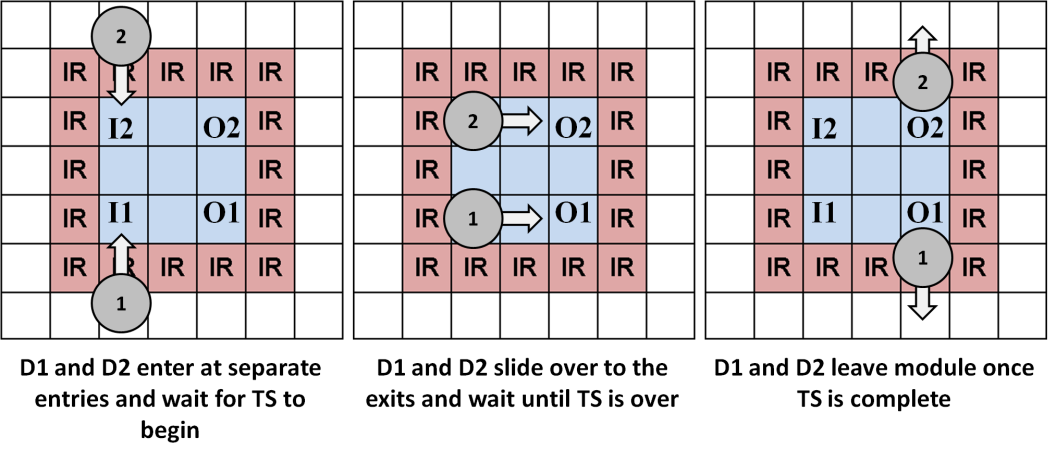 2
IR R IR IR IR
IR I2 O2 IR
IR IR
IR I1 O1 IR
IR R IR IR IR
1
D1 and D2 enter at separate
entries and wait for TS to
begin
IR IR IR IR IR
IR 2 O2 IR
IR IR
IR 1 O1 IR
IR IR IR IR IR
D1 and D2 slide over to the
exits and wait until TS is over
IR IR IR 2 IR
IR I2 O2 IR
IR IR
IR I1 O1 IR
IR IR IR 1 IR
D1 and D2 leave module once
TS is complete